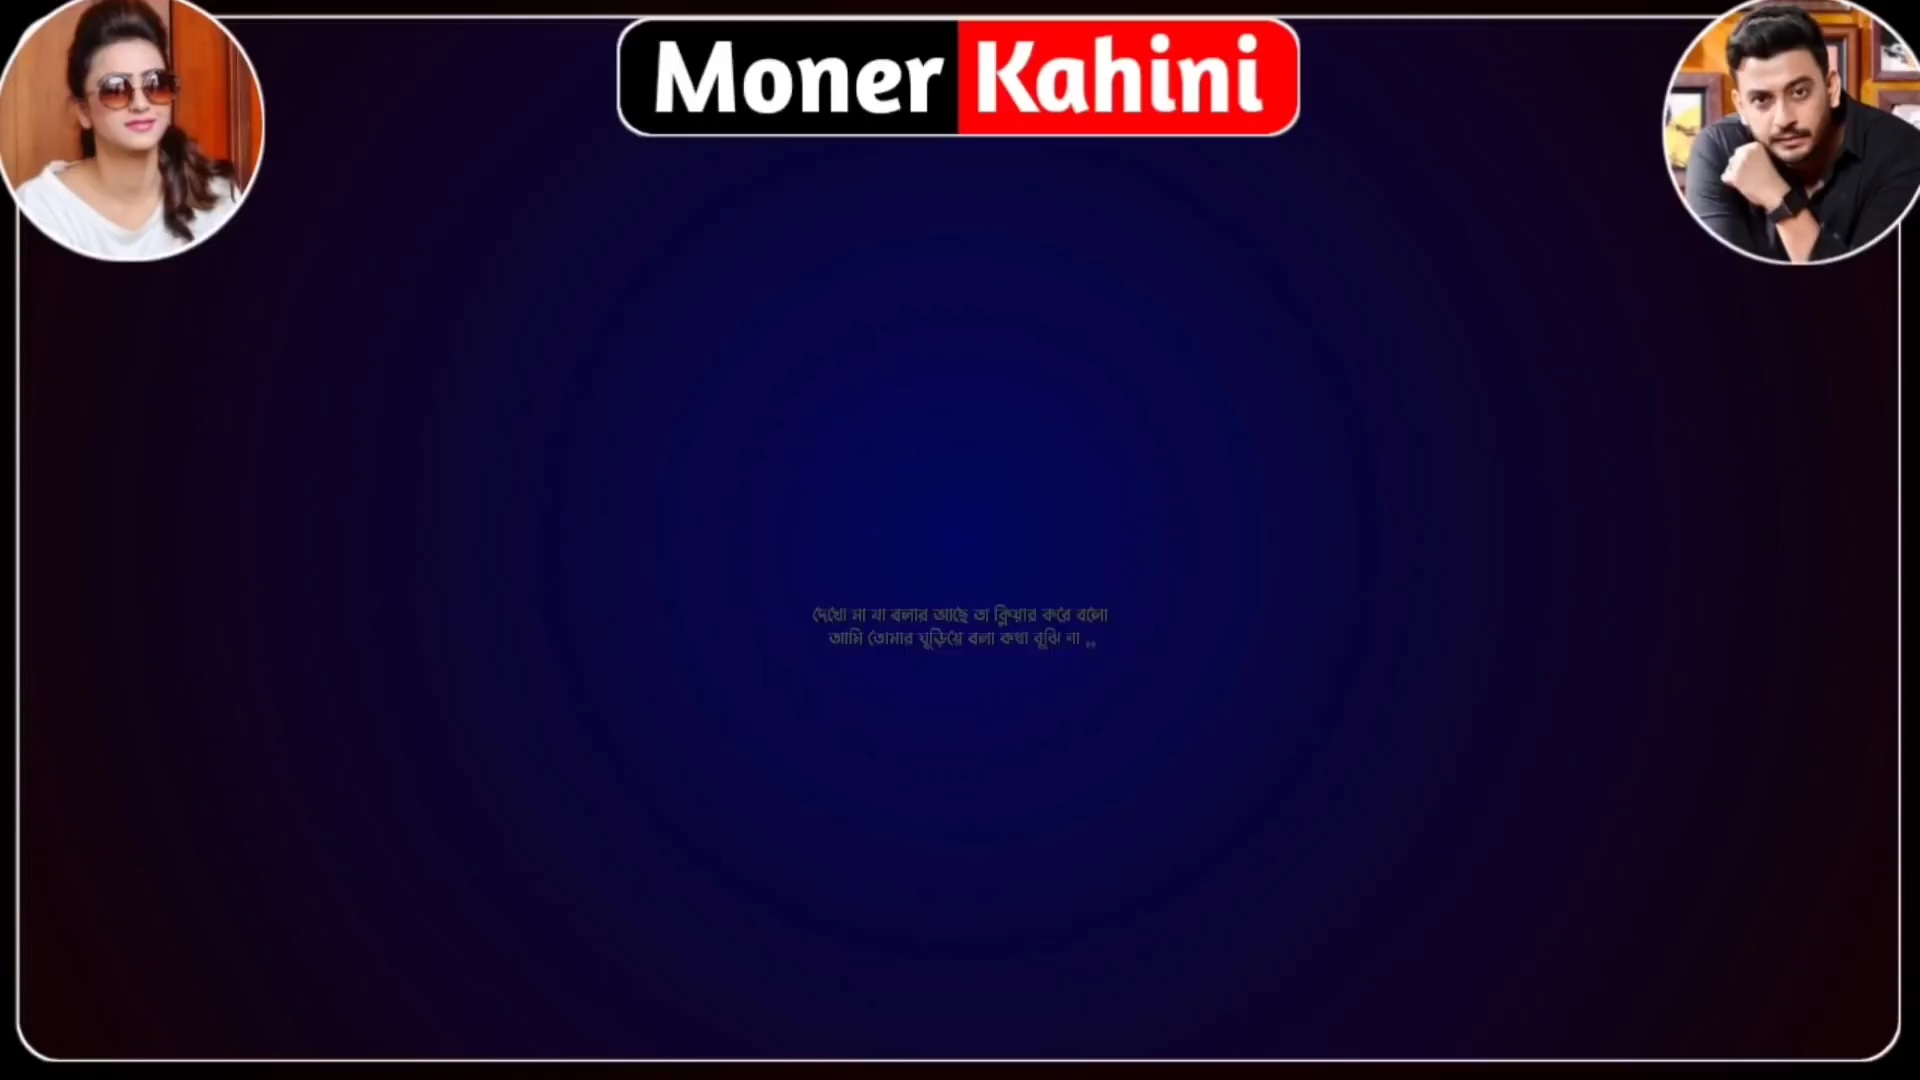 Moner Kahini
দেখো মা যা বলার আছে তা ক্লিয়ার করে বলো
আমি তোমার ঘুড়িয়ে বলা কথা বুঝি না ,,